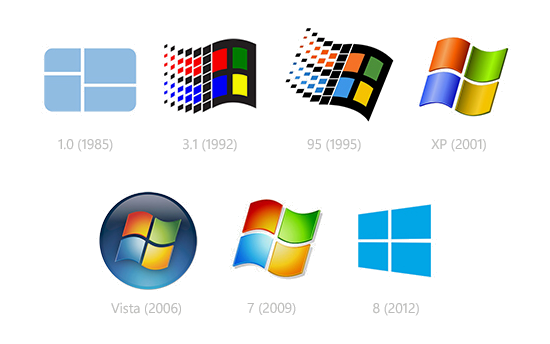 1.0 (1985)
3.1 (1992)
95 (1995)
XP (2001)
Vista (2006)
7 (2009)
8 (2012)